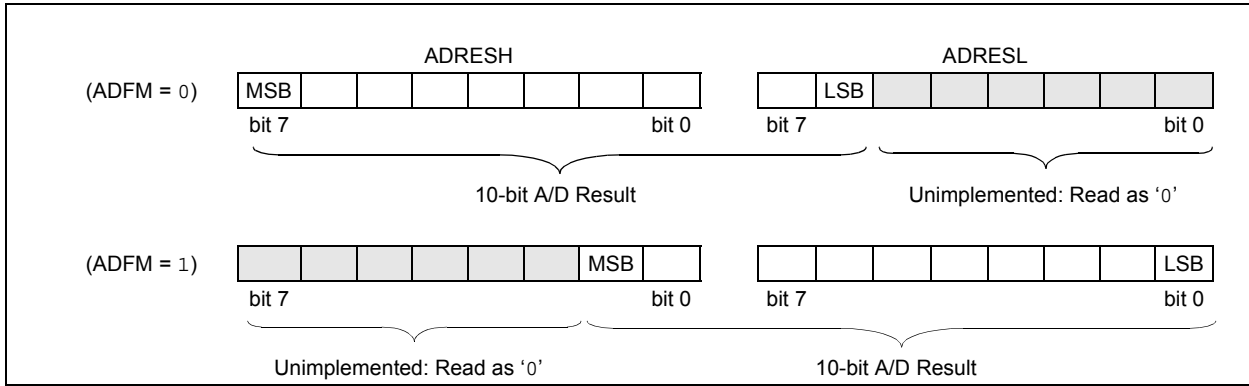 ADRESH ADRESL
(ADFM = 0) MSB LSB
bit 7 bit 0 bit 7 bit 0
10-bit A/D Result Unimplemented: Read as ‘0’
(ADFM = 1) MSB LSB
bit 7 bit 0 bit 7 bit 0
Unimplemented: Read as ‘0’ 10-bit A/D Result